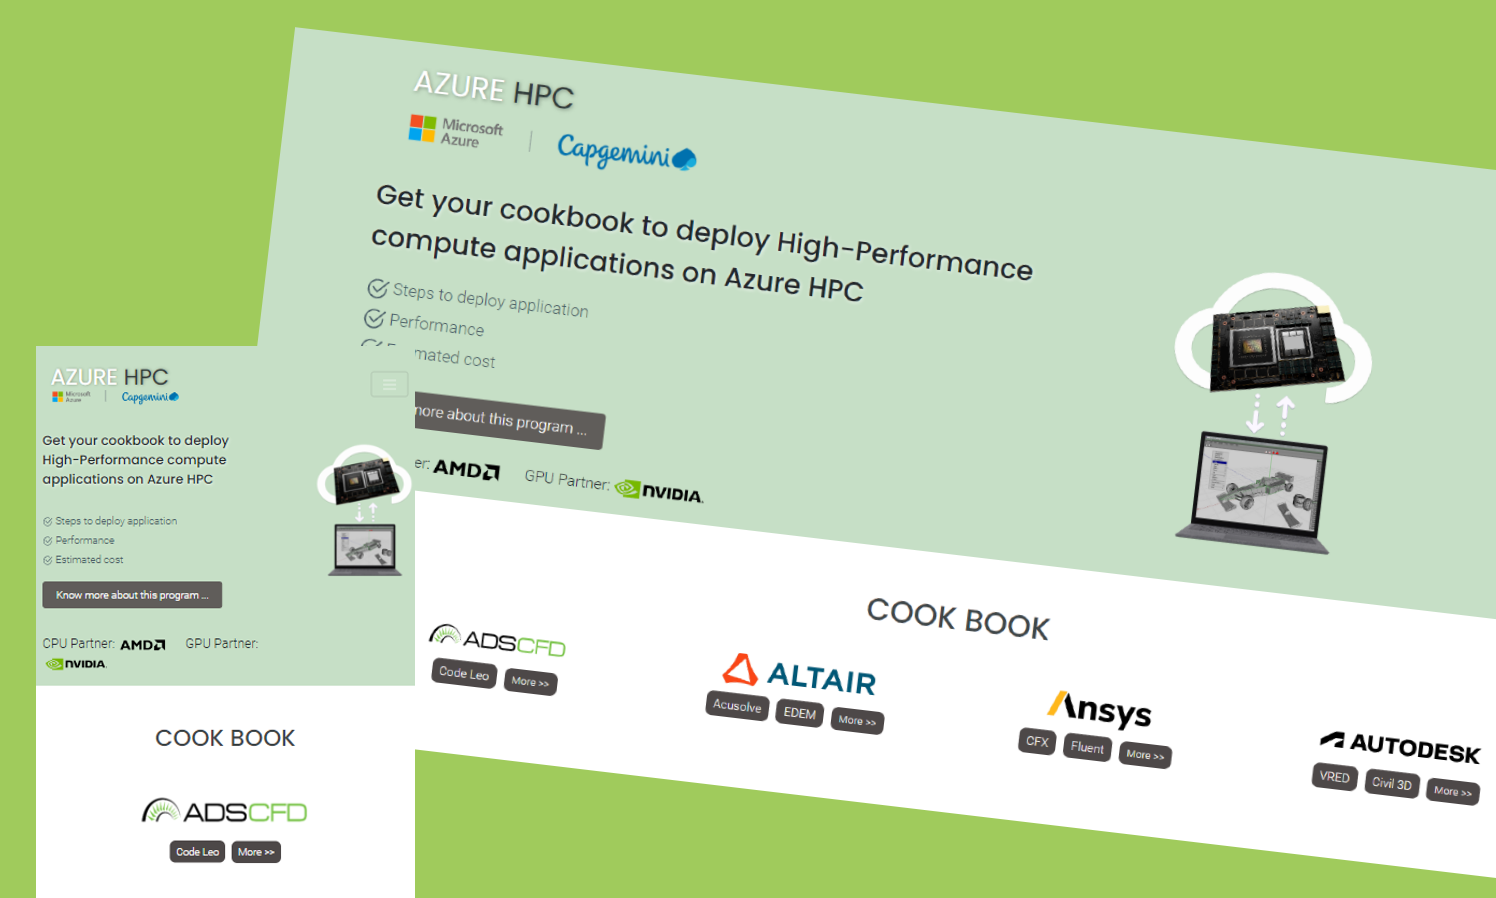 AZURE HPC
Microsoft
Azure
Capgemini
Get your cookbook to deploy High-Performance
compute applications on Azure HPC
Steps to deploy application
Performance
mated cost
more about this program ...
er: AMD GPU Partner: NVIDIA.
COOK BOOK
ADSCFD
Code Leo More >>
ALTAIR
Acusolve EDEM More >>
Ansys
CFX Fluent More >>
AUTODESK
VRED Civil 3D More >>
AZURE HPC
Microsoft
Azure
Capgemini
Get your cookbook to deploy
High-Performance compute
applications on Azure HPC
Steps to deploy application
Performance
Estimated cost
Know more about this program ...
CPU Partner: AMD GPU Partner:
NVIDIA.
COOK BOOK
ADSCFD
Code Leo More >>